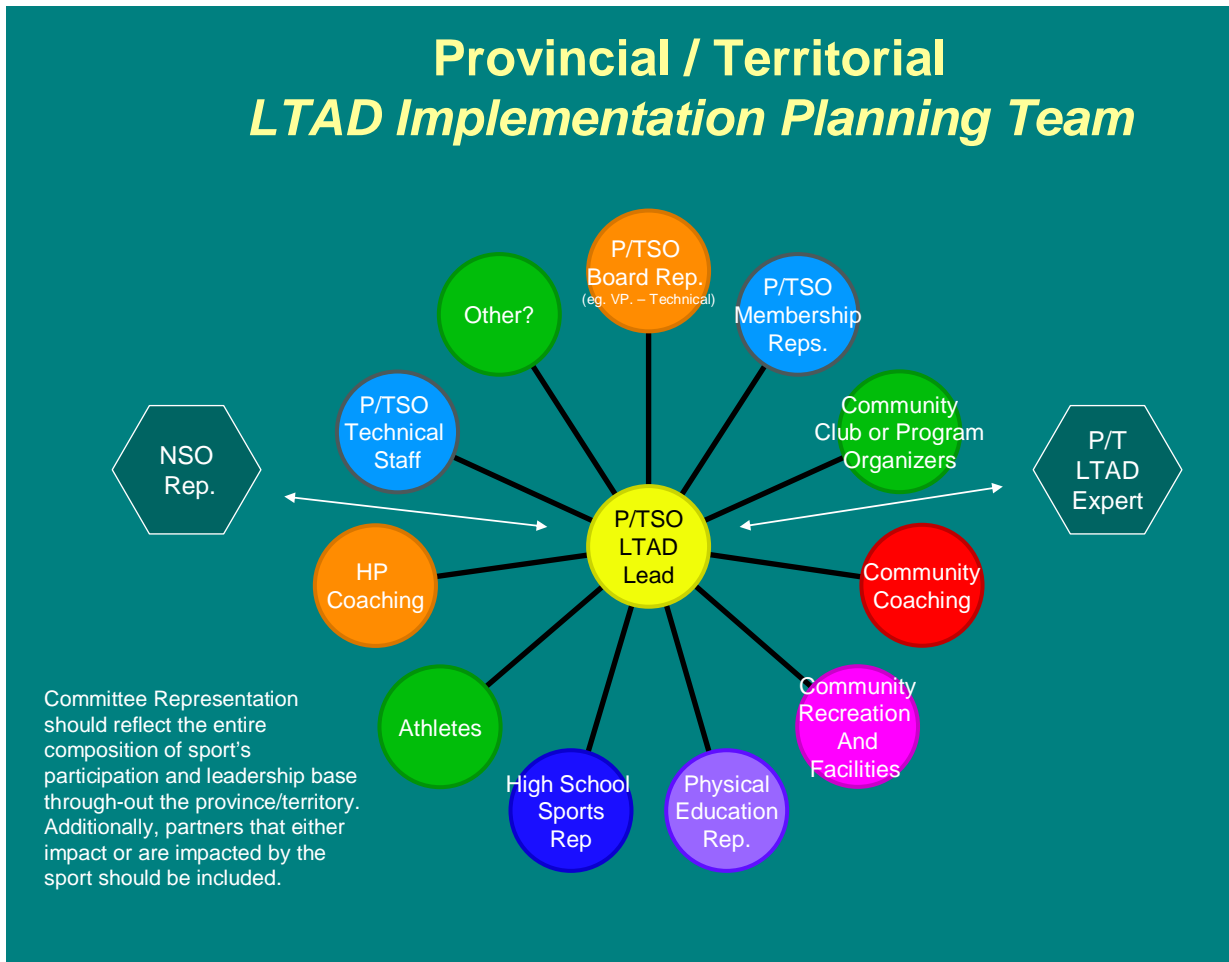 Provincial / Territorial
LTAD Implementation Planning Team
P/TSO
Board Rep.
(eg. VP. – Technical)
P/TSO
Membership
Reps.
Other?
Community
Club or Program
Organizers
P/TSO
Technical
Staff
NSO
Rep.
P/T
LTAD
Expert
P/TSO
LTAD
Lead
HP
Coaching
Community
Coaching
Athletes
Community
Recreation
And
Facilities
High School
Sports
Rep
Physical
Education
Rep.
Committee Representation
should reflect the entire
composition of sport’s
participation and leadership base
through-out the province/territory.
Additionally, partners that either
impact or are impacted by the
sport should be included.